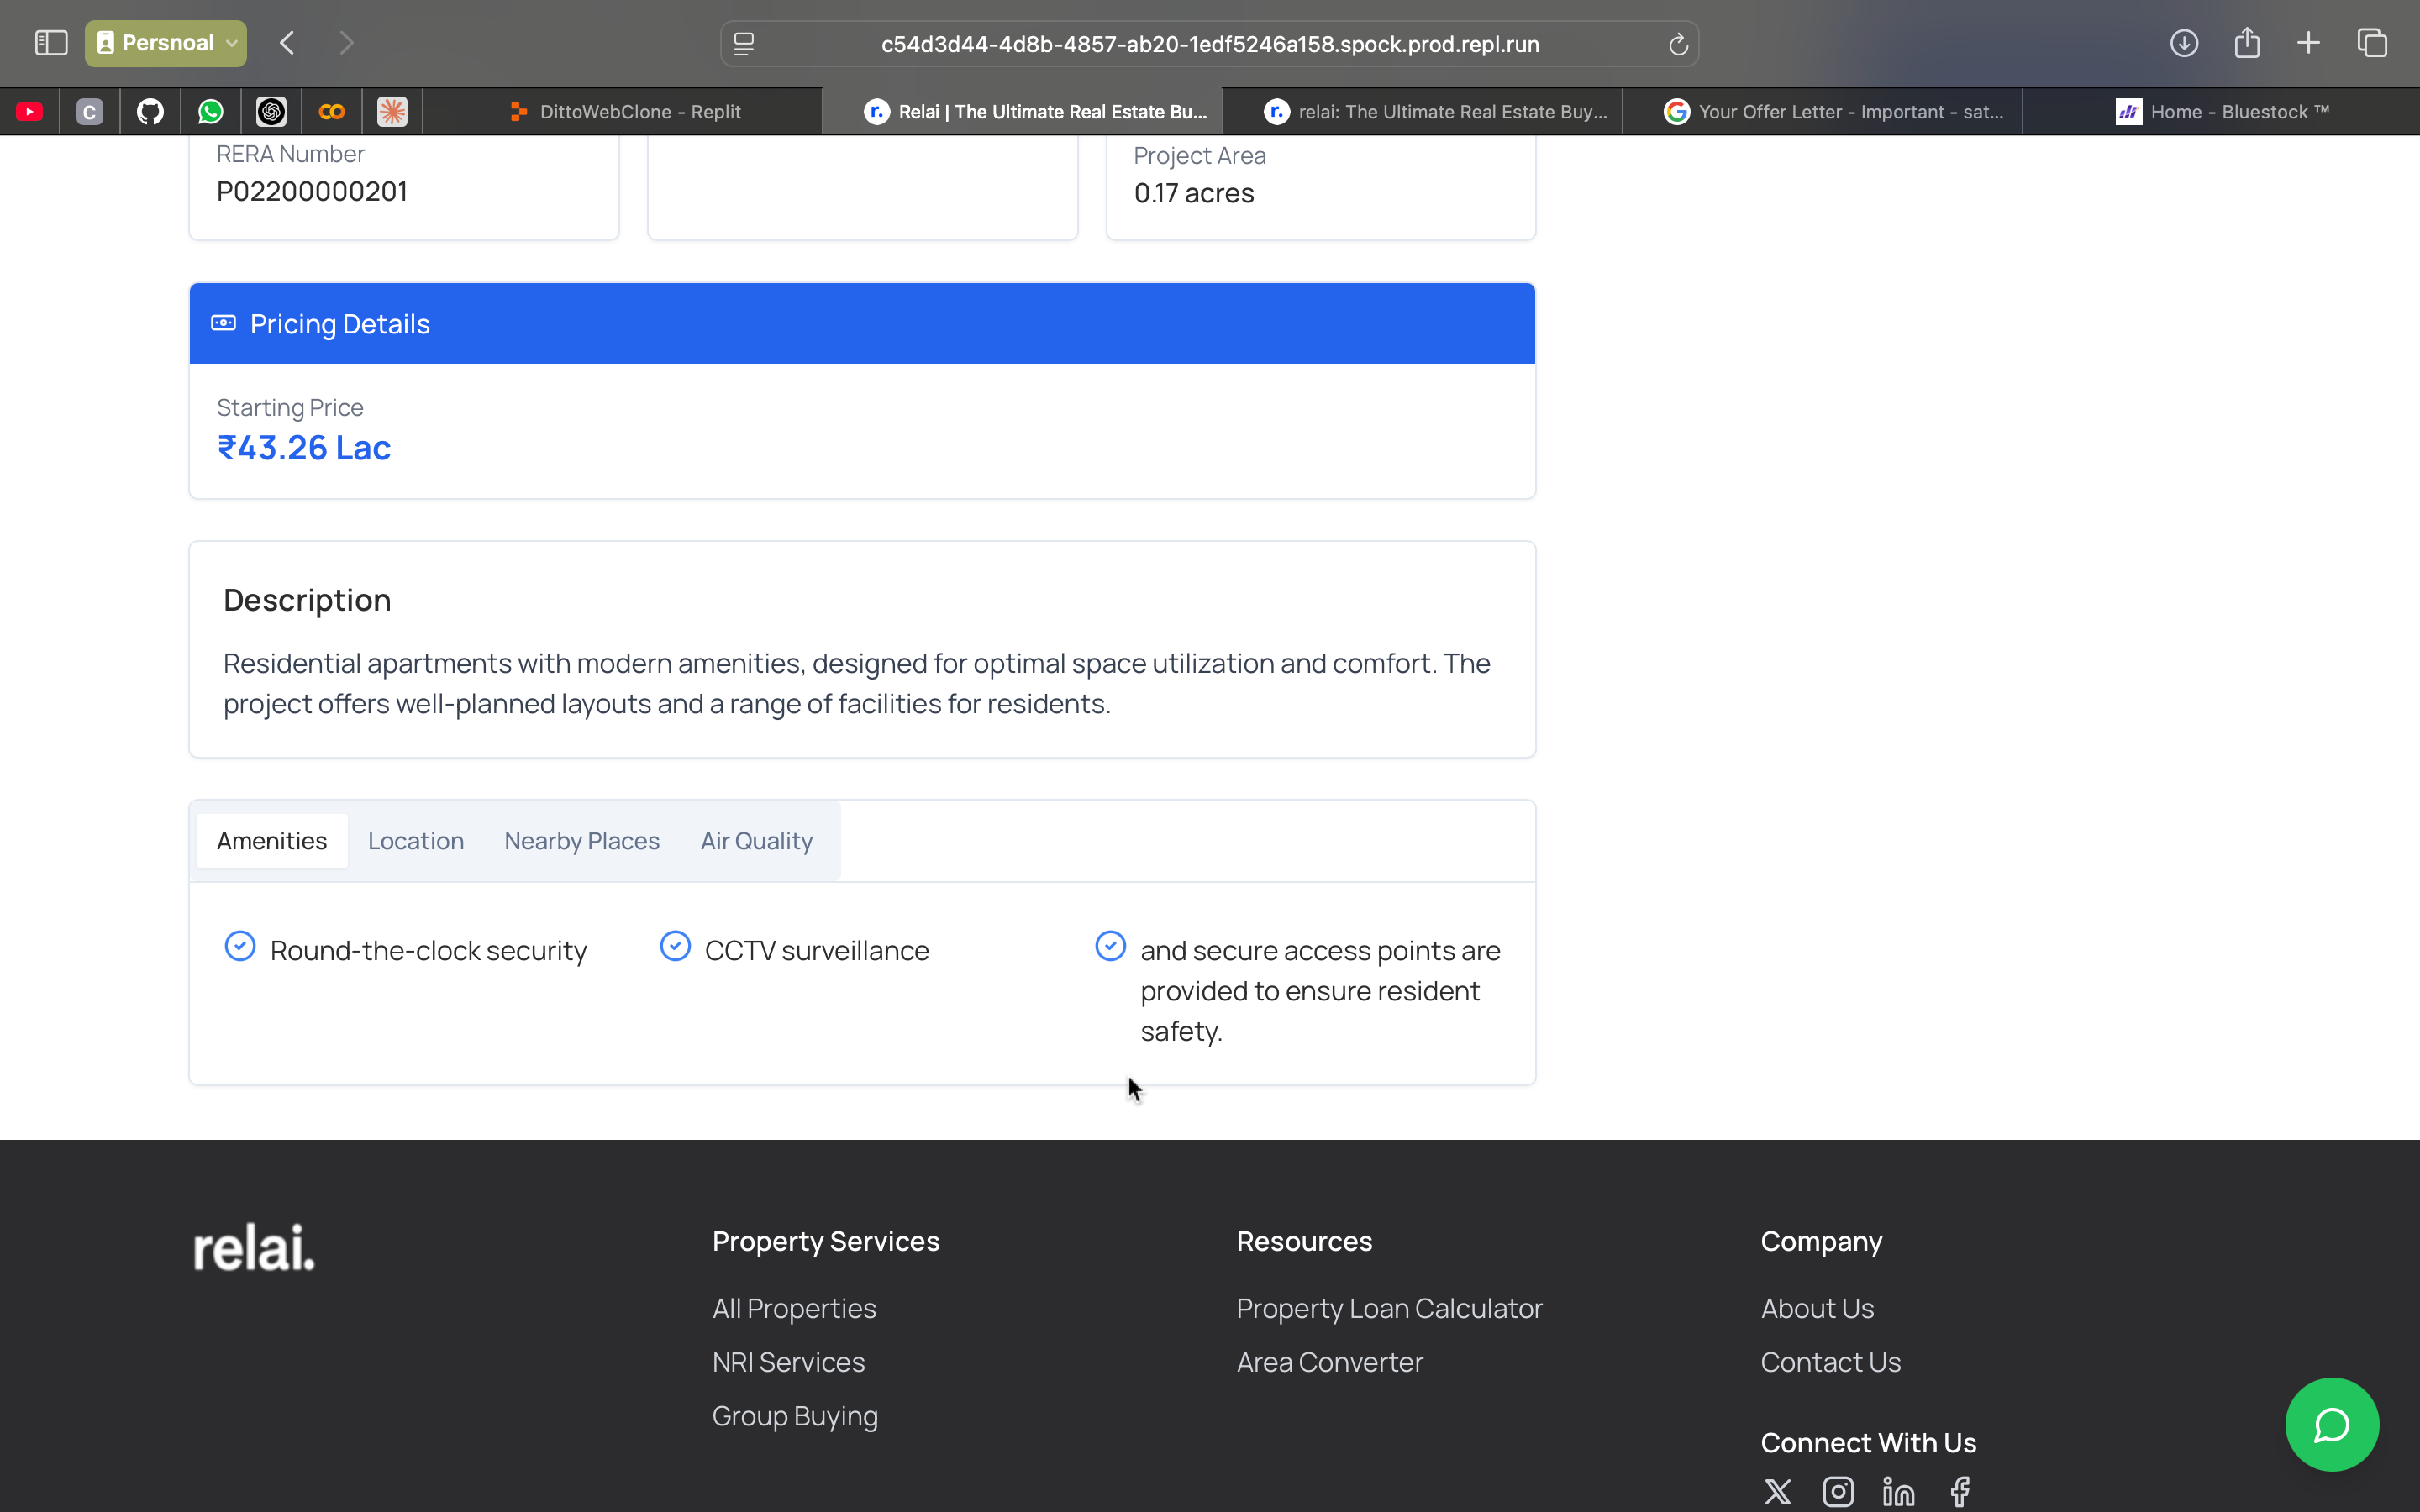 Persnoal
c54d3d44-4d8b-4857-ab20-1edf5246a158.spock.prod.repl.run
C
DittoWebClone - Replit
r.
Relai | The Ultimate Real Estate Bu...
r.
relai: The Ultimate Real Estate Buy...
Your Offer Letter - Important - sat...
Home - Bluestock ™
RERA Number
P02200000201
Project Area
0.17 acres
Pricing Details
Starting Price
₹43.26 Lac
Description
Residential apartments with modern amenities, designed for optimal space utilization and comfort. The
project offers well-planned layouts and a range of facilities for residents.
Amenities
Location
Nearby Places
Air Quality
Round-the-clock security
CCTV surveillance
and secure access points are
provided to ensure resident
safety.
relai.
Property Services
All Properties
NRI Services
Group Buying
Resources
Property Loan Calculator
Area Converter
Company
About Us
Contact Us
Connect With Us